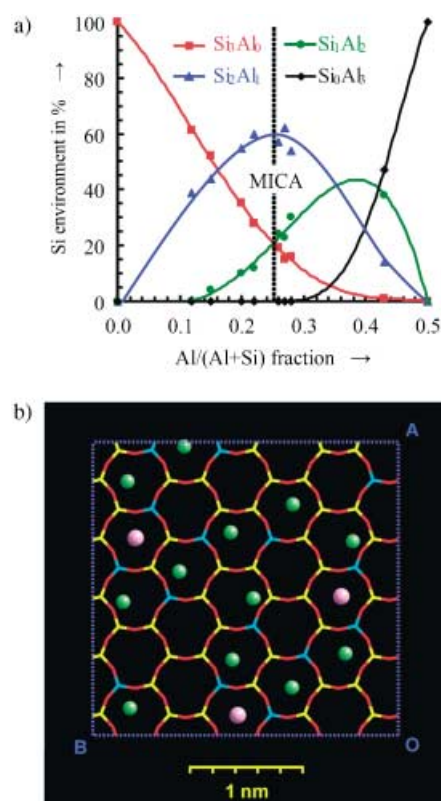 a)
Si₃Al₀
Si₁Al₂
Si₂Al₁
Si₀Al₃
100
80
60
40
20
0
Si environment in % →
MICA
0.0 0.1 0.2 0.3 0.4 0.5
Al/(Al+Si) fraction →
b)
A
B
O
1 nm